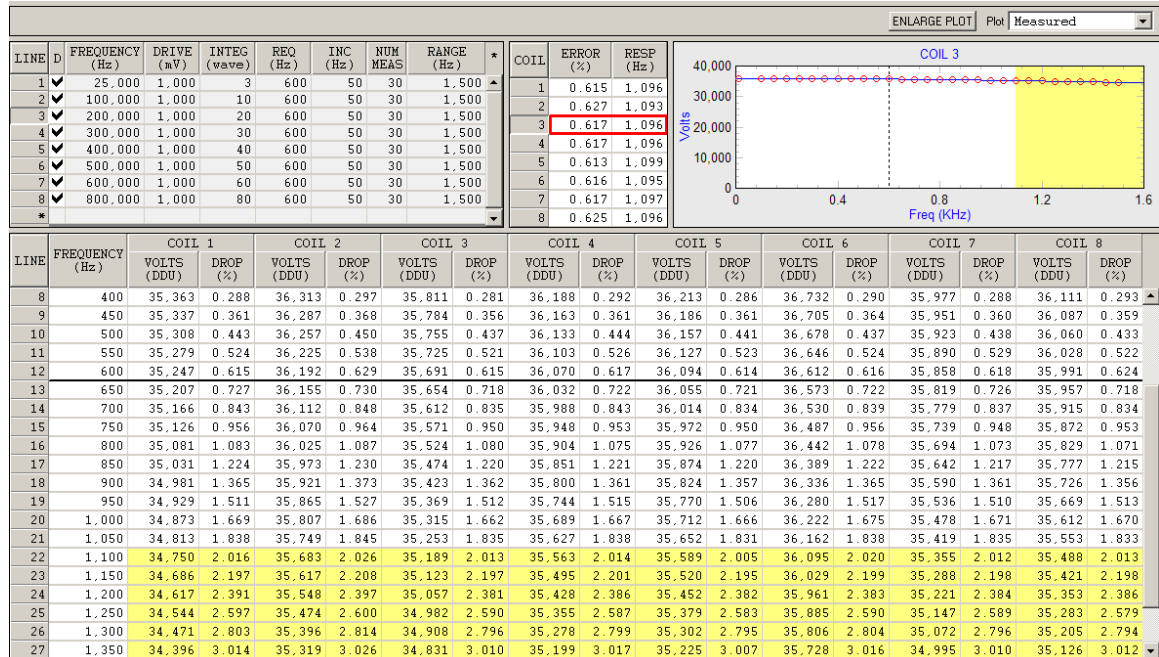 ENLARGE PLOT Plot Measured
LINE D FREQUENCY (Hz) DRIVE (mV) INTEG (wave) REQ (Hz) INC (Hz) NUM MEAS RANGE (Hz) *
1 25,000 1,000 3 600 50 30 1,500
2 100,000 1,000 10 600 50 30 1,500
3 200,000 1,000 20 600 50 30 1,500
4 300,000 1,000 30 600 50 30 1,500
5 400,000 1,000 40 600 50 30 1,500
6 500,000 1,000 50 600 50 30 1,500
7 600,000 1,000 60 600 50 30 1,500
8 800,000 1,000 80 600 50 30 1,500
*
COIL ERROR (%) RESP (Hz)
1 0.615 1,096
2 0.627 1,093
3 0.617 1,096
4 0.617 1,096
5 0.613 1,099
6 0.616 1,095
7 0.617 1,097
8 0.625 1,096
COIL 3
40,000
30,000
20,000
10,000
0
Volts
0 0.4 0.8 1.2 1.6
Freq (KHz)
LINE FREQUENCY (Hz) COIL 1 COIL 2 COIL 3 COIL 4 COIL 5 COIL 6 COIL 7 COIL 8
VOLTS (DDU) DROP (%) VOLTS (DDU) DROP (%) VOLTS (DDU) DROP (%) VOLTS (DDU) DROP (%) VOLTS (DDU) DROP (%) VOLTS (DDU) DROP (%) VOLTS (DDU) DROP (%) VOLTS (DDU) DROP (%)
8 400 35,363 0.288 36,313 0.297 35,811 0.281 36,188 0.292 36,213 0.286 36,732 0.290 35,977 0.288 36,111 0.293
9 450 35,337 0.361 36,287 0.368 35,784 0.356 36,163 0.361 36,186 0.361 36,705 0.364 35,951 0.360 36,087 0.359
10 500 35,308 0.443 36,257 0.450 35,755 0.437 36,133 0.444 36,157 0.441 36,678 0.437 35,923 0.438 36,060 0.433
11 550 35,279 0.524 36,225 0.538 35,725 0.521 36,103 0.526 36,127 0.523 36,646 0.524 35,890 0.529 36,028 0.522
12 600 35,247 0.615 36,192 0.629 35,691 0.615 36,070 0.617 36,094 0.614 36,612 0.616 35,858 0.618 35,991 0.624
13 650 35,207 0.727 36,155 0.730 35,654 0.718 36,032 0.722 36,055 0.721 36,573 0.722 35,819 0.726 35,957 0.718
14 700 35,166 0.843 36,112 0.848 35,612 0.835 35,988 0.843 36,014 0.834 36,530 0.839 35,779 0.837 35,915 0.834
15 750 35,126 0.956 36,070 0.964 35,571 0.950 35,948 0.953 35,972 0.950 36,487 0.956 35,739 0.948 35,872 0.953
16 800 35,081 1.083 36,025 1.087 35,524 1.080 35,904 1.075 35,926 1.077 36,442 1.078 35,694 1.073 35,829 1.071
17 850 35,031 1.224 35,973 1.230 35,474 1.220 35,851 1.221 35,874 1.220 36,389 1.222 35,642 1.217 35,777 1.215
18 900 34,981 1.365 35,921 1.373 35,423 1.362 35,800 1.361 35,824 1.357 36,336 1.365 35,590 1.361 35,726 1.356
19 950 34,929 1.511 35,865 1.527 35,369 1.512 35,744 1.515 35,770 1.506 36,280 1.517 35,536 1.510 35,669 1.513
20 1,000 34,873 1.669 35,807 1.686 35,315 1.662 35,689 1.667 35,712 1.666 36,222 1.675 35,478 1.671 35,612 1.670
21 1,050 34,813 1.838 35,749 1.845 35,253 1.835 35,627 1.838 35,652 1.831 36,162 1.838 35,419 1.835 35,553 1.833
22 1,100 34,750 2.016 35,683 2.026 35,189 2.013 35,563 2.014 35,589 2.005 36,095 2.020 35,355 2.012 35,488 2.013
23 1,150 34,686 2.197 35,617 2.208 35,123 2.197 35,495 2.201 35,520 2.195 36,029 2.199 35,288 2.198 35,421 2.198
24 1,200 34,617 2.391 35,548 2.397 35,057 2.381 35,428 2.386 35,452 2.382 35,961 2.383 35,221 2.384 35,353 2.386
25 1,250 34,544 2.597 35,474 2.600 34,982 2.590 35,355 2.587 35,379 2.583 35,885 2.590 35,147 2.589 35,283 2.579
26 1,300 34,471 2.803 35,396 2.814 34,908 2.796 35,278 2.799 35,302 2.795 35,806 2.804 35,072 2.796 35,205 2.794
27 1,350 34,396 3.014 35,319 3.026 34,831 3.010 35,199 3.017 35,225 3.007 35,728 3.016 34,995 3.010 35,126 3.012